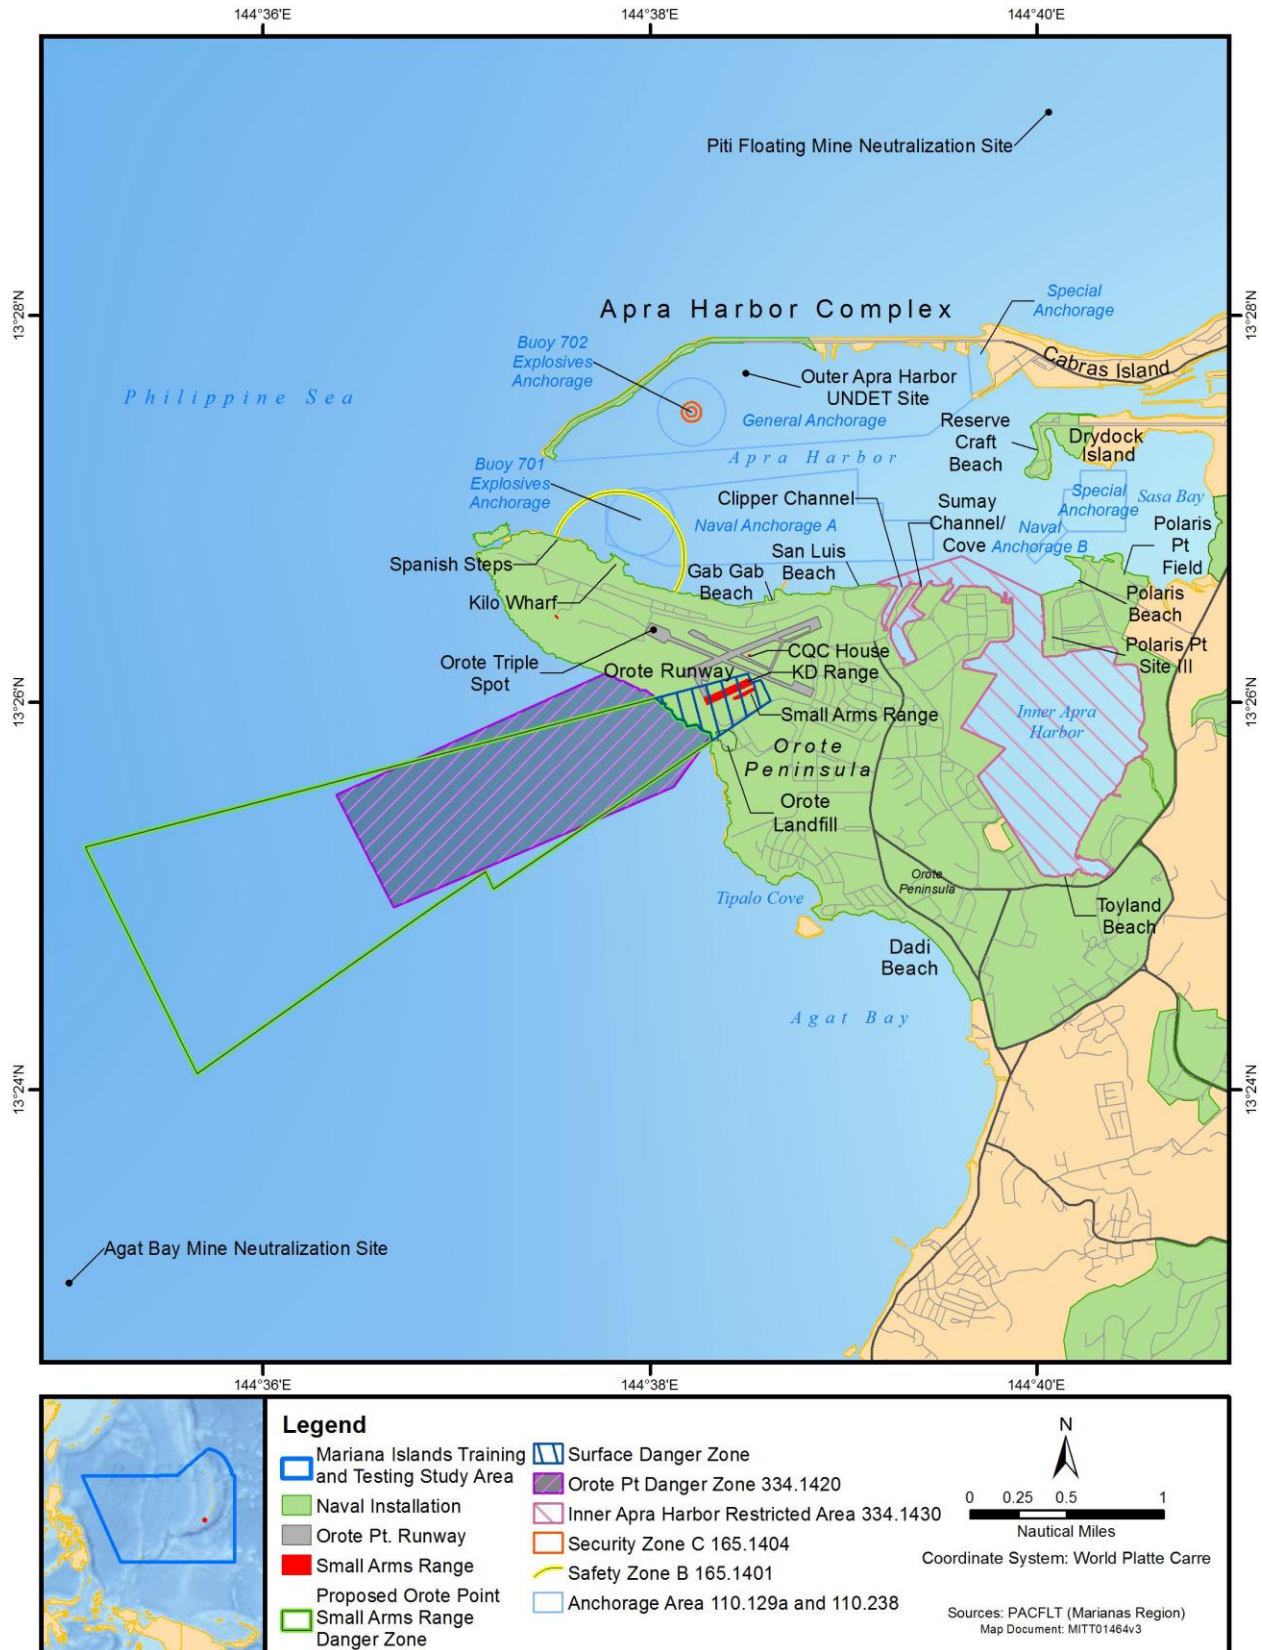 144°36'E
144°38'E
144°40'E
Piti Floating Mine Neutralization Site
13°28'N
13°28'N
Apra Harbor Complex
Special
Anchorage
Buoy 702
Explosives
Anchorage
Cabras Island
Philippine Sea
Outer Apra Harbor
UNDET Site
General Anchorage
Reserve
Craft
Beach
Drydock
Island
Apra Harbor
Buoy 701
Explosives
Anchorage
Clipper Channel
Sumay
Channel/
Cove
Special
Anchorage
Sasa Bay
Naval Anchorage A
Naval
Anchorage B
Polaris
Pt
Field
Spanish Steps
San Luis
Beach
Gab Gab
Beach
Kilo Wharf
Polaris
Beach
Polaris Pt
Site III
Orote Triple
Spot
CQC House
Orote Runway
KD Range
13°26'N
13°26'N
Small Arms Range
Inner Apra
Harbor
Orote
Peninsula
Orote
Landfill
Orote
Peninsula
Tipalo Cove
Toyland
Beach
Dadi
Beach
Agat Bay
13°24'N
13°24'N
Agat Bay Mine Neutralization Site
144°36'E
144°38'E
144°40'E
Legend
Mariana Islands Training
and Testing Study Area
Naval Installation
Orote Pt. Runway
Small Arms Range
Proposed Orote Point
Small Arms Range
Danger Zone
Surface Danger Zone
Orote Pt Danger Zone 334.1420
Inner Apra Harbor Restricted Area 334.1430
Security Zone C 165.1404
Safety Zone B 165.1401
Anchorage Area 110.129a and 110.238
N
0 0.25 0.5 1
Nautical Miles
Coordinate System: World Platte Carre
Sources: PACFLT (Marianas Region)
Map Document: MITT01464v3